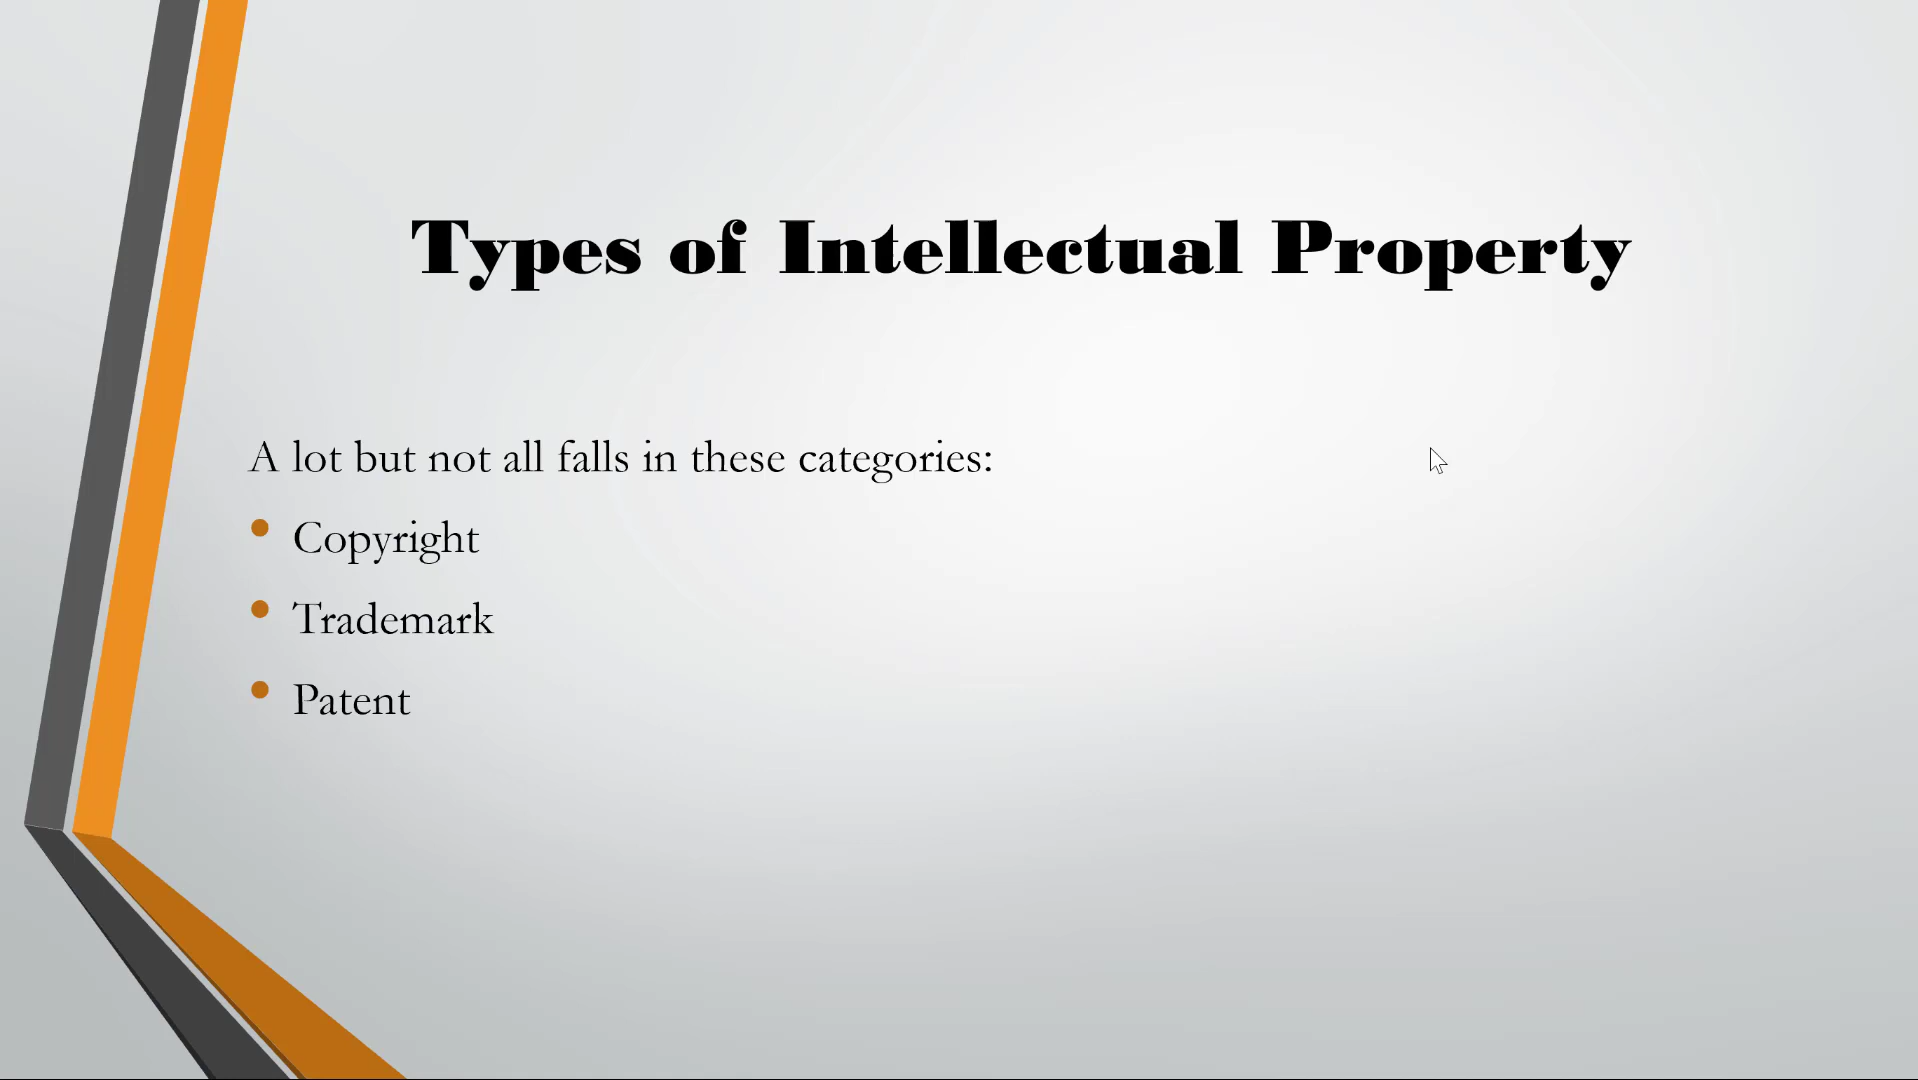 Types of Intellectual Property
A lot but not all falls in these categories:
• Copyright
• Trademark
• Patent